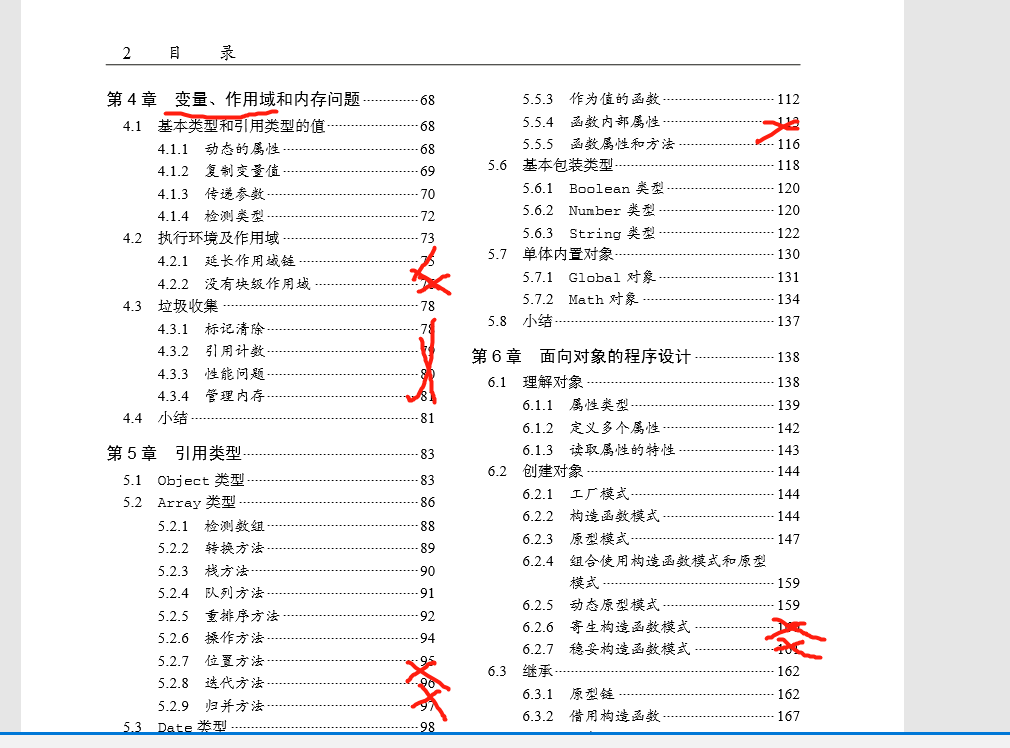 2 目 录
第 4 章 变量、作用域和内存问题 68
4.1 基本类型和引用类型的值 68
4.1.1 动态的属性 68
4.1.2 复制变量值 69
4.1.3 传递参数 70
4.1.4 检测类型 72
4.2 执行环境及作用域 73
4.2.1 延长作用域链 75
4.2.2 没有块级作用域
4.3 垃圾收集 78
4.3.1 标记清除 78
4.3.2 引用计数 79
4.3.3 性能问题 80
4.3.4 管理内存 81
4.4 小结 81
第 5 章 引用类型 83
5.1 Object 类型 83
5.2 Array 类型 86
5.2.1 检测数组 88
5.2.2 转换方法 89
5.2.3 栈方法 90
5.2.4 队列方法 91
5.2.5 重排序方法 92
5.2.6 操作方法 94
5.2.7 位置方法 95
5.2.8 迭代方法 96
5.2.9 归并方法 97
5.3 Date 类型 98
5.5.3 作为值的函数 112
5.5.4 函数内部属性 113
5.5.5 函数属性和方法 116
5.6 基本包装类型 118
5.6.1 Boolean 类型 120
5.6.2 Number 类型 120
5.6.3 String 类型 122
5.7 单体内置对象 130
5.7.1 Global 对象 131
5.7.2 Math 对象 134
5.8 小结 137
第 6 章 面向对象的程序设计 138
6.1 理解对象 138
6.1.1 属性类型 139
6.1.2 定义多个属性 142
6.1.3 读取属性的特性 143
6.2 创建对象 144
6.2.1 工厂模式 144
6.2.2 构造函数模式 144
6.2.3 原型模式 147
6.2.4 组合使用构造函数模式和原型
模式 159
6.2.5 动态原型模式 159
6.2.6 寄生构造函数模式
6.2.7 稳妥构造函数模式 161
6.3 继承 162
6.3.1 原型链 162
6.3.2 借用构造函数 167